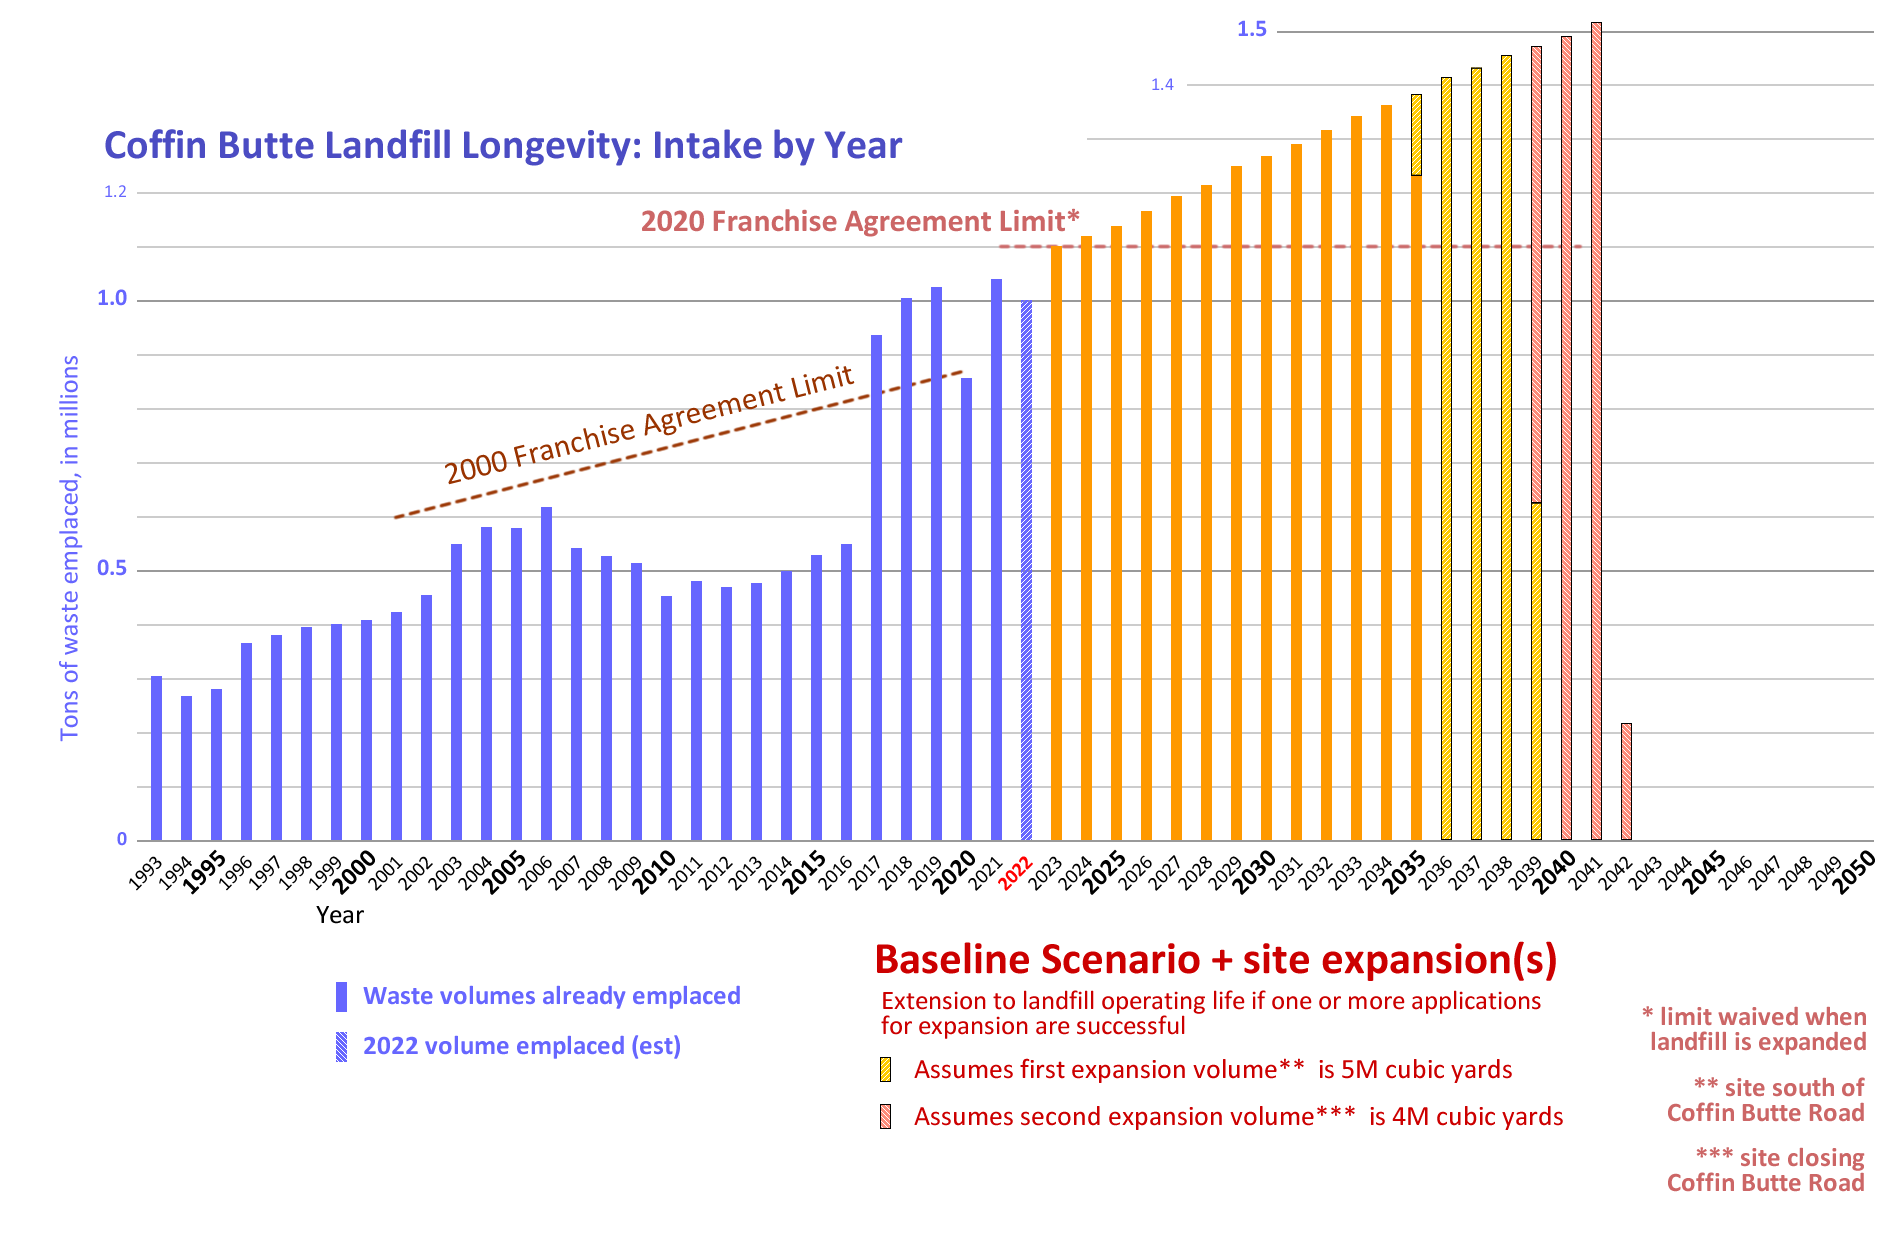 1.5
1.4
Coffin Butte Landfill Longevity: Intake by Year
1.2
2020 Franchise Agreement Limit*
1.0
2000 Franchise Agreement Limit
Tons of waste emplaced, in millions
0.5
0
1993 1994 1995 1996 1997 1998 1999 2000 2001 2002 2003 2004 2005 2006 2007 2008 2009 2010 2011 2012 2013 2014 2015 2016 2017 2018 2019 2020 2021 2022 2023 2024 2025 2026 2027 2028 2029 2030 2031 2032 2033 2034 2035 2036 2037 2038 2039 2040 2041 2042 2043 2044 2045 2046 2047 2048 2049 2050
Year
Waste volumes already emplaced
2022 volume emplaced (est)
Baseline Scenario + site expansion(s)
Extension to landfill operating life if one or more applications
for expansion are successful
Assumes first expansion volume** is 5M cubic yards
Assumes second expansion volume*** is 4M cubic yards
* limit waived when
landfill is expanded
** site south of
Coffin Butte Road
*** site closing
Coffin Butte Road